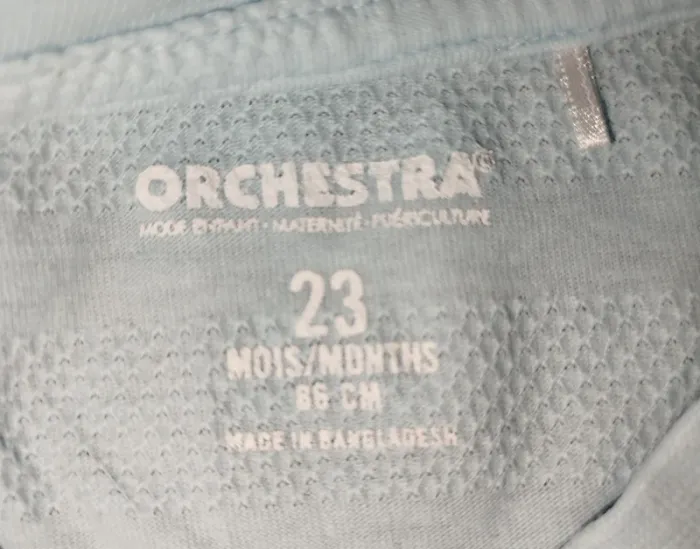 ORCHESTRA
MODE ENFANT · MATERNITÉ · PUÉRICULTURE
23
MOIS/MONTHS
86 CM
MADE IN BANGLADESH